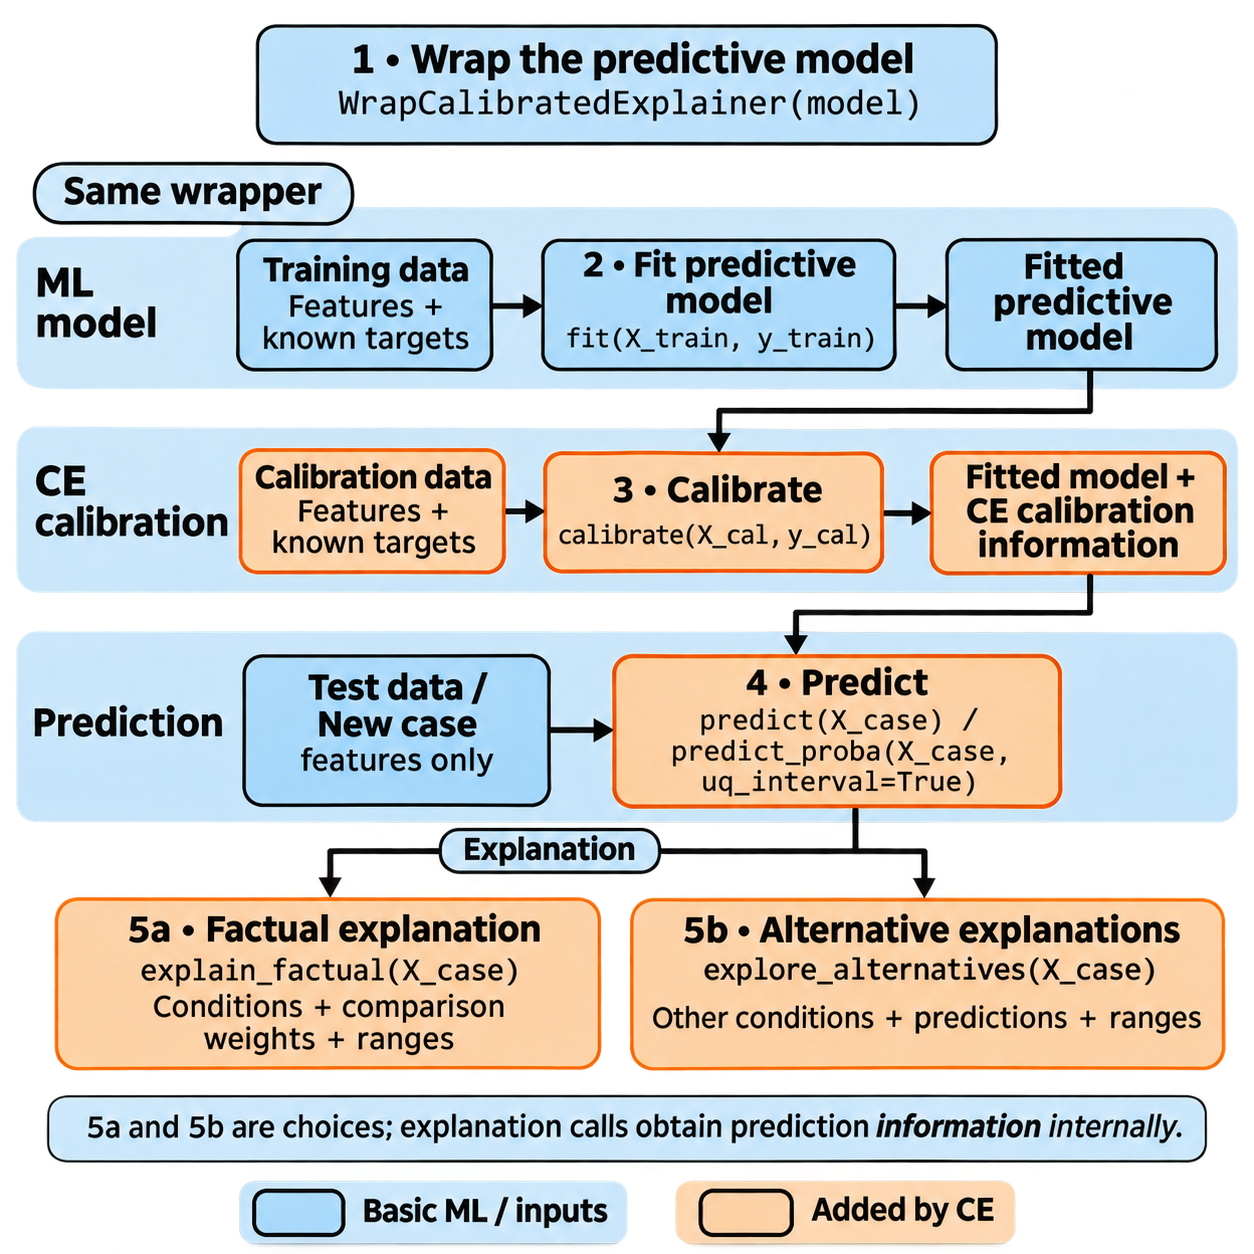 1 • Wrap the predictive model
WrapCalibratedExplainer(model)
Same wrapper
ML
model
Training data
Features +
known targets
2 • Fit predictive
model
fit(X_train, y_train)
Fitted
predictive
model
CE
calibration
Calibration data
Features +
known targets
3 • Calibrate
calibrate(X_cal, y_cal)
Fitted model +
CE calibration
information
Prediction
Test data /
New case
features only
4 • Predict
predict(X_case) /
predict_proba(X_case,
uq_interval=True)
Explanation
5a • Factual explanation
explain_factual(X_case)
Conditions + comparison
weights + ranges
5b • Alternative explanations
explore_alternatives(X_case)
Other conditions + predictions + ranges
5a and 5b are choices; explanation calls obtain prediction information internally.
Basic ML / inputs
Added by CE